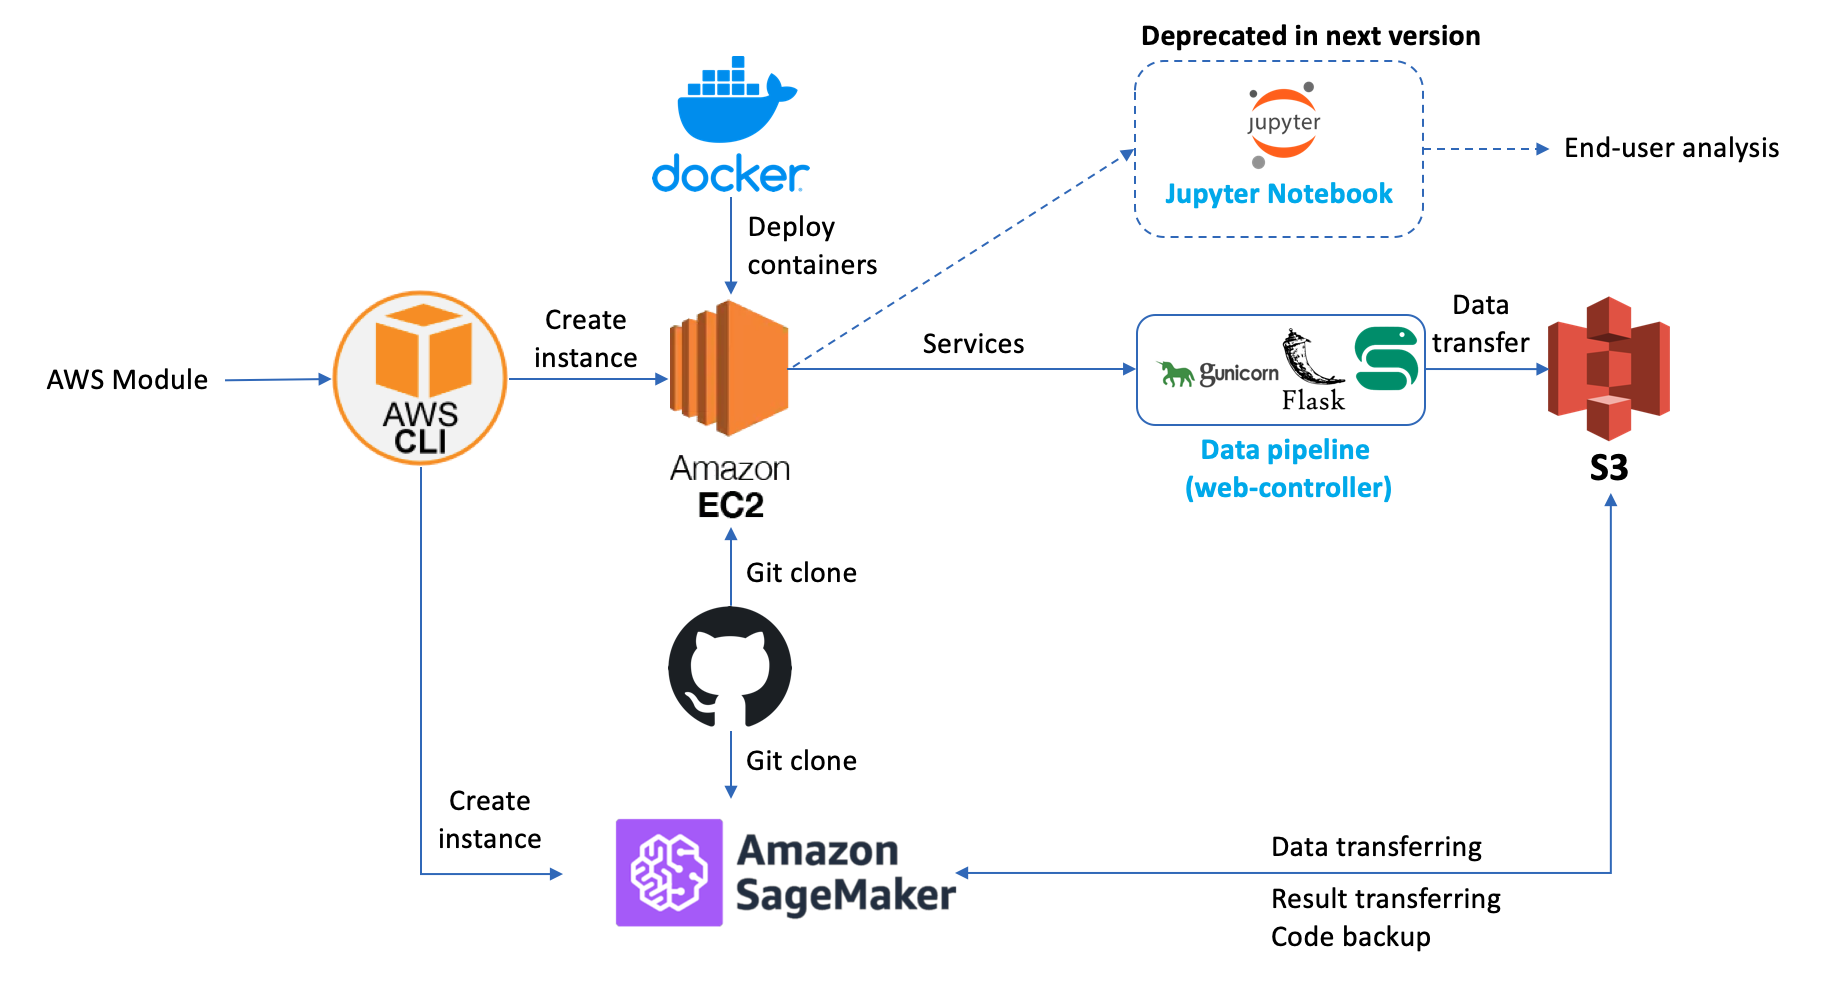 Deprecated in next version
jupyter
Jupyter Notebook
End-user analysis
docker
Deploy
containers
AWS Module
AWS
CLI
Create
instance
Amazon
EC2
Services
gunicorn
Flask
Data pipeline
(web-controller)
Data
transfer
S3
Git clone
Git clone
Create
instance
Amazon
SageMaker
Data transferring
Result transferring
Code backup